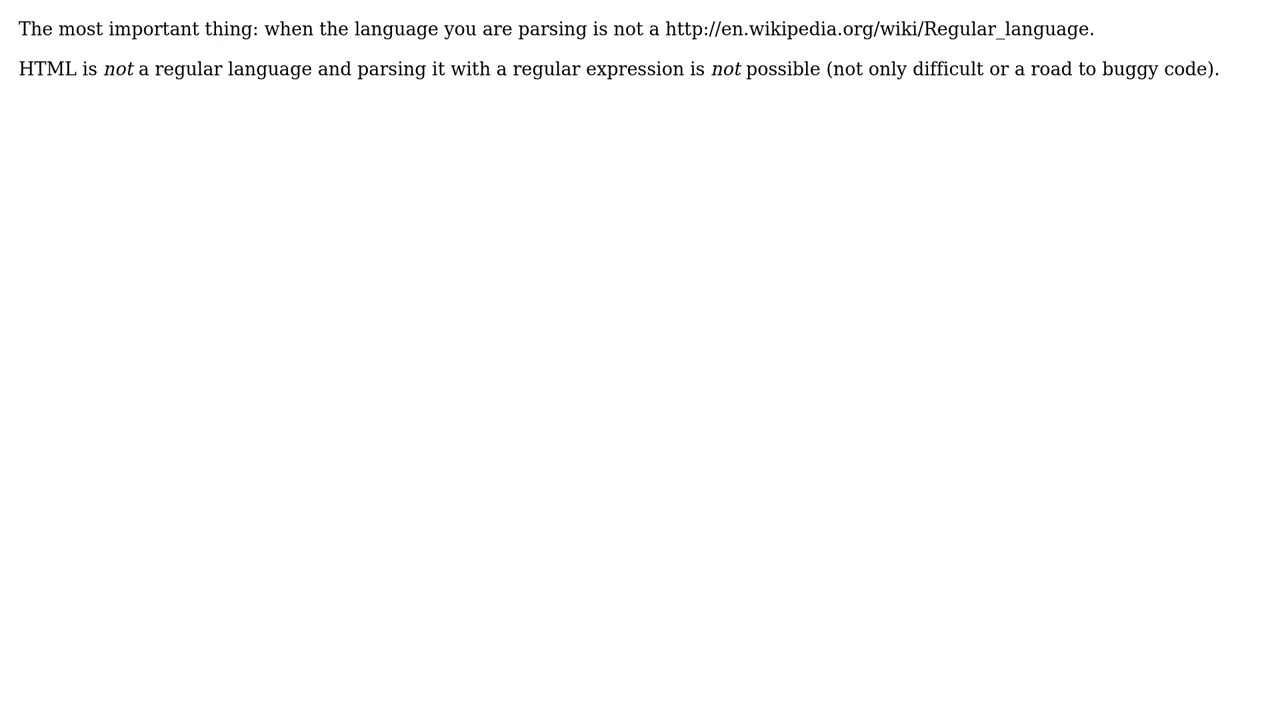 The most important thing: when the language you are parsing is not a http://en.wikipedia.org/wiki/Regular_language.
HTML is not a regular language and parsing it with a regular expression is not possible (not only difficult or a road to buggy code).